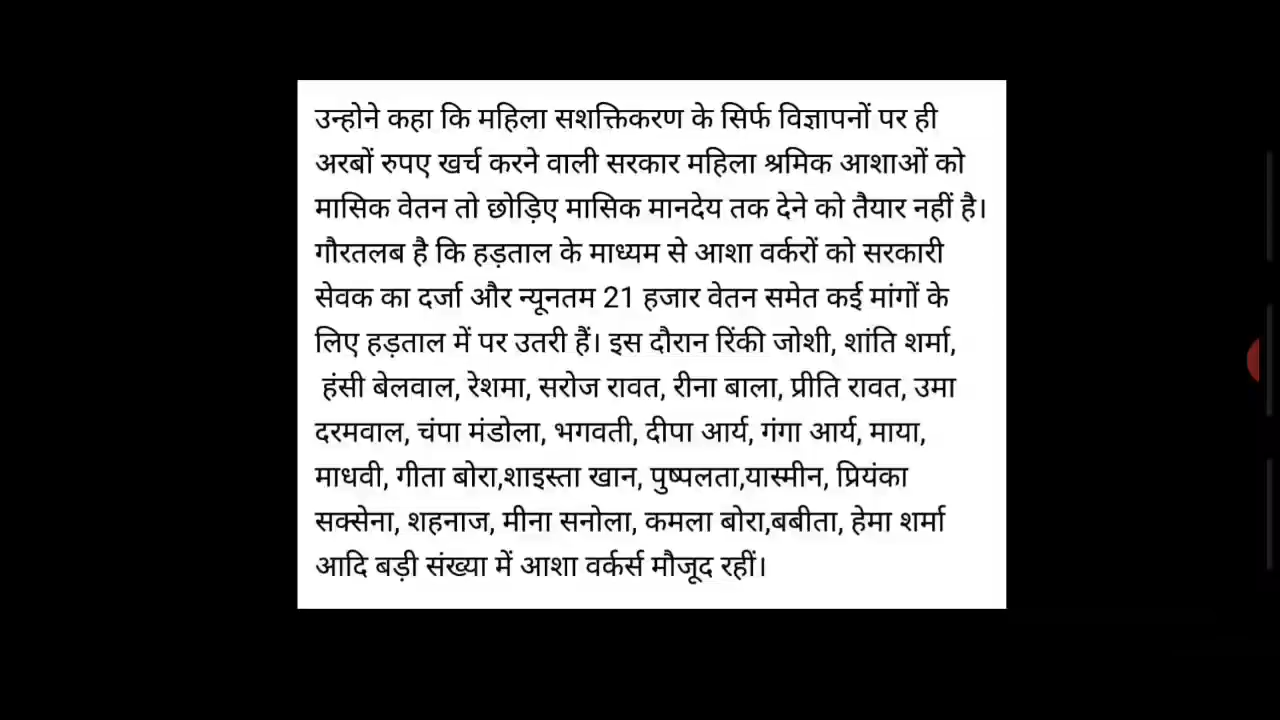 उन्होने कहा कि महिला सशक्तिकरण के सिर्फ विज्ञापनों पर ही
अरबों रुपए खर्च करने वाली सरकार महिला श्रमिक आशाओं को
मासिक वेतन तो छोड़िए मासिक मानदेय तक देने को तैयार नहीं है।
गौरतलब है कि हड़ताल के माध्यम से आशा वर्करों को सरकारी
सेवक का दर्जा और न्यूनतम 21 हजार वेतन समेत कई मांगों के
लिए हड़ताल में पर उतरी हैं। इस दौरान रिंकी जोशी, शांति शर्मा,
हंसी बेलवाल, रेशमा, सरोज रावत, रीना बाला, प्रीति रावत, उमा
दरमवाल, चंपा मंडोला, भगवती, दीपा आर्य, गंगा आर्य, माया,
माधवी, गीता बोरा,शाइस्ता खान, पुष्पलता,यास्मीन, प्रियंका
सक्सेना, शहनाज, मीना सनोला, कमला बोरा,बबीता, हेमा शर्मा
आदि बड़ी संख्या में आशा वर्कर्स मौजूद रहीं।